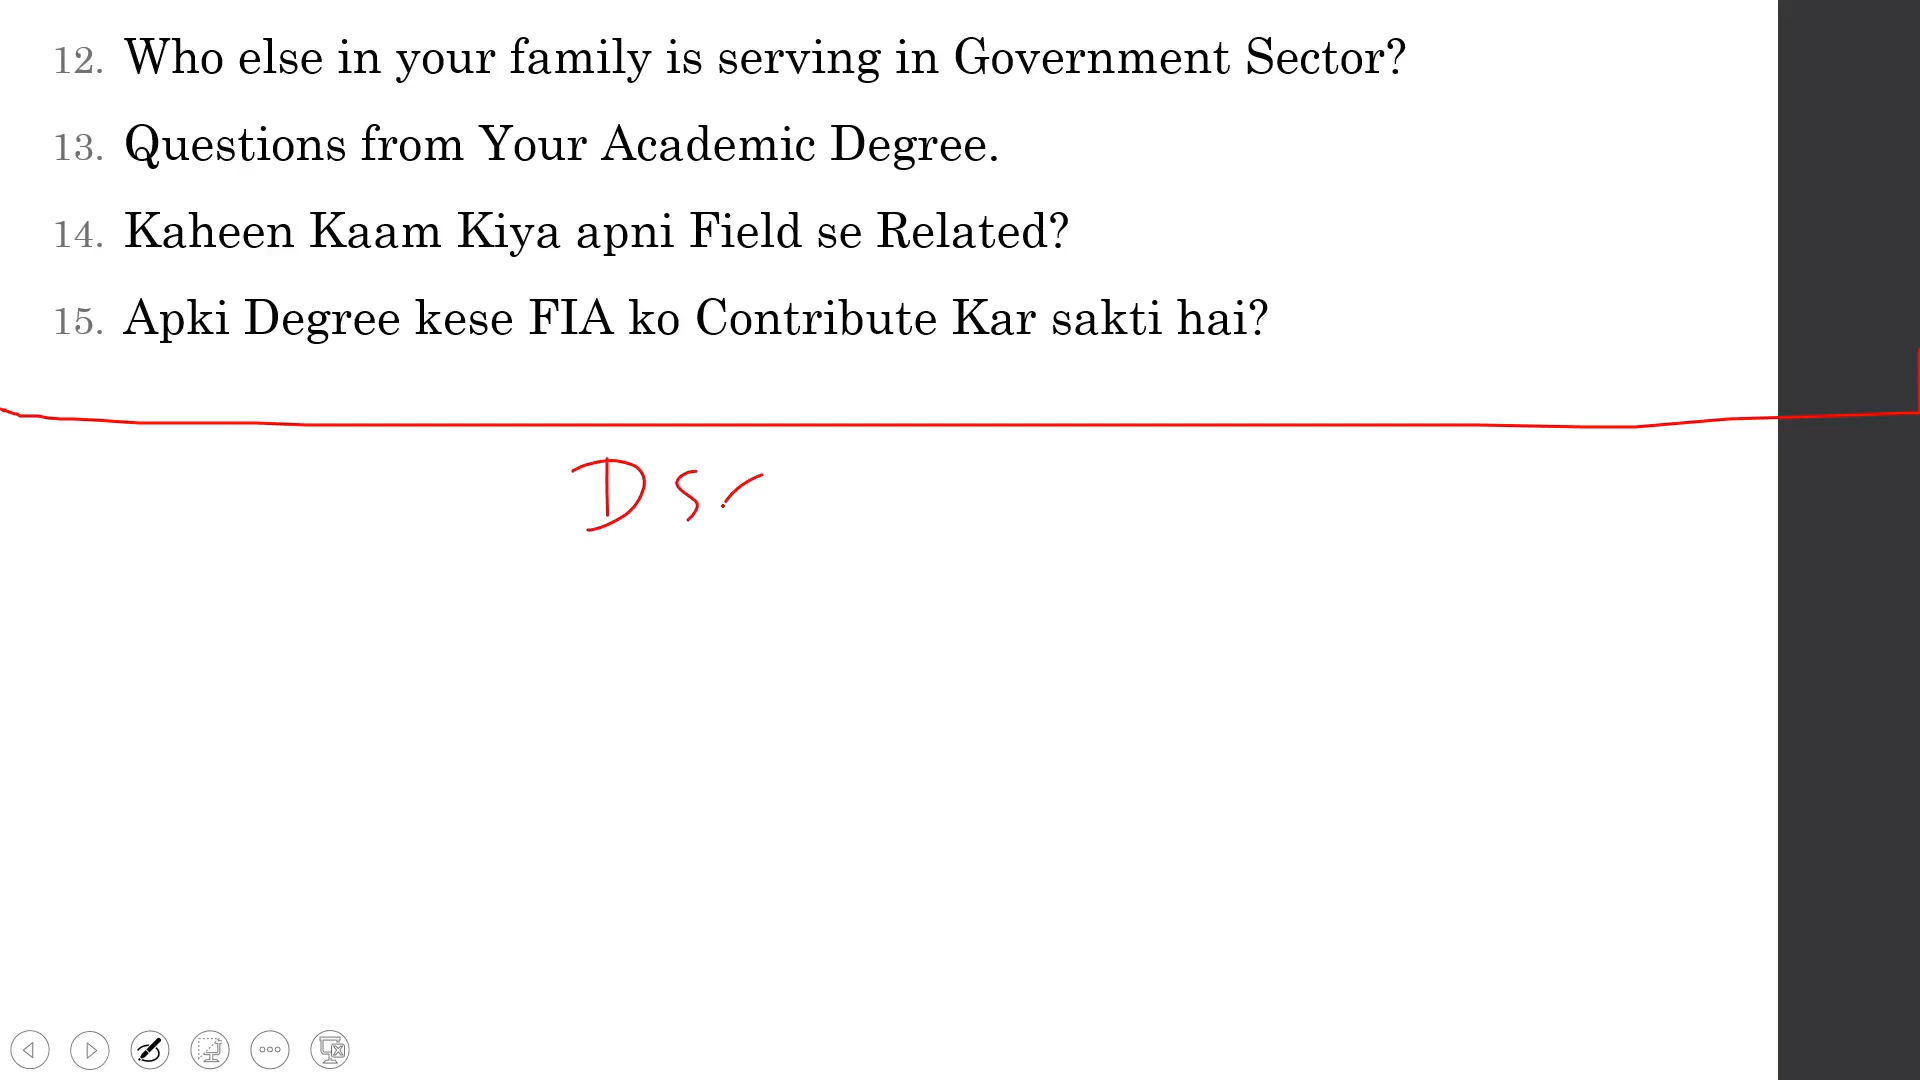 12. Who else in your family is serving in Government Sector?
13. Questions from Your Academic Degree.
14. Kaheen Kaam Kiya apni Field se Related?
15. Apki Degree kese FIA ko Contribute Kar sakti hai?
D S